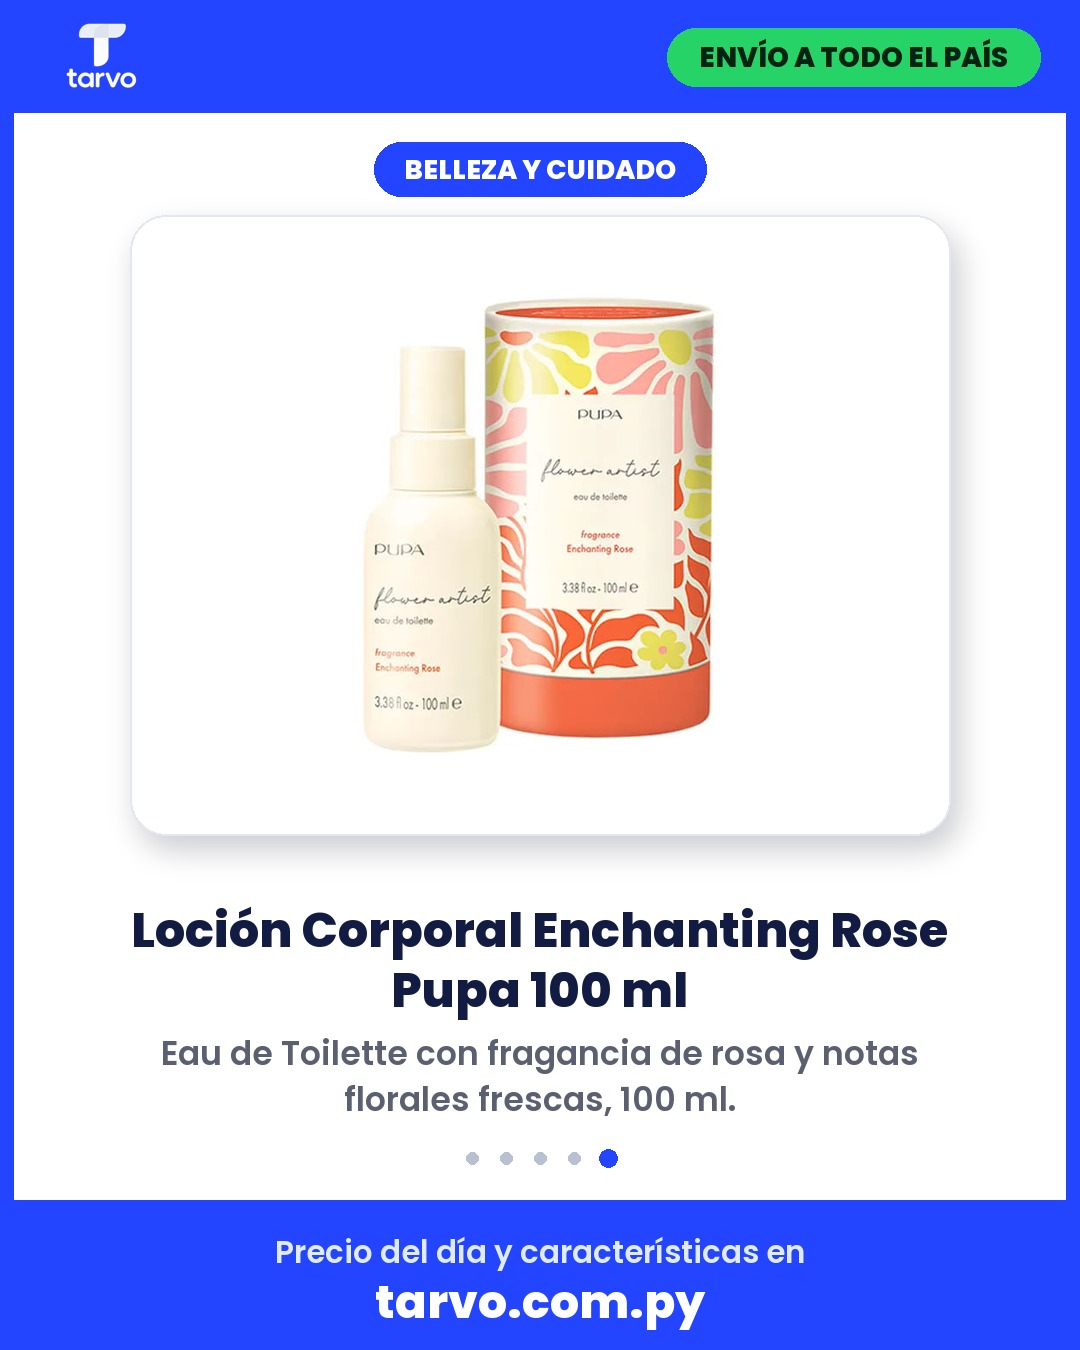 tarvo
ENVÍO A TODO EL PAÍS
BELLEZA Y CUIDADO
PUPA
flower artist
eau de toilette
fragrance
Enchanting Rose
3.38 fl oz - 100 ml e
PUPA
flower artist
eau de toilette
fragrance
Enchanting Rose
3.38 fl oz - 100 ml e
Loción Corporal Enchanting Rose
Pupa 100 ml
Eau de Toilette con fragancia de rosa y notas
florales frescas, 100 ml.
Precio del día y características en
tarvo.com.py